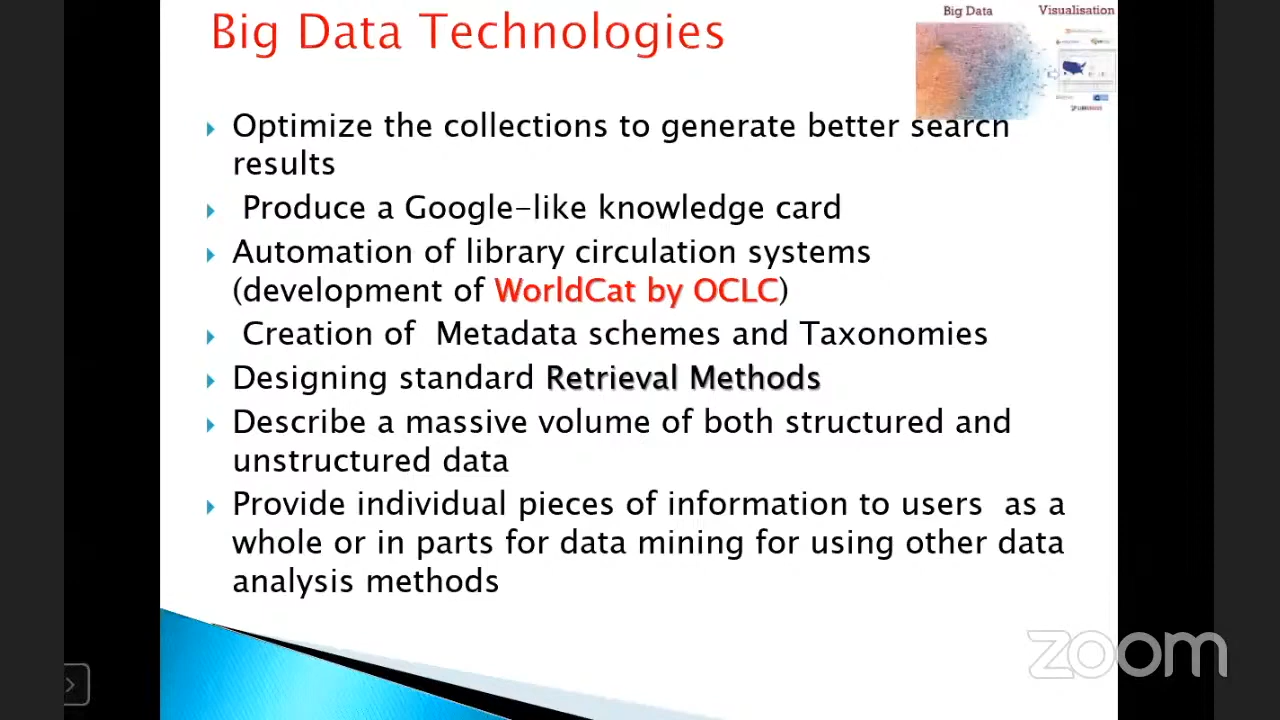 Big Data Technologies
Big Data
Visualisation
Optimize the collections to generate better search
results
Produce a Google-like knowledge card
Automation of library circulation systems
(development of WorldCat by OCLC)
Creation of Metadata schemes and Taxonomies
Designing standard Retrieval Methods
Describe a massive volume of both structured and
unstructured data
Provide individual pieces of information to users as a
whole or in parts for data mining for using other data
analysis methods
zoom